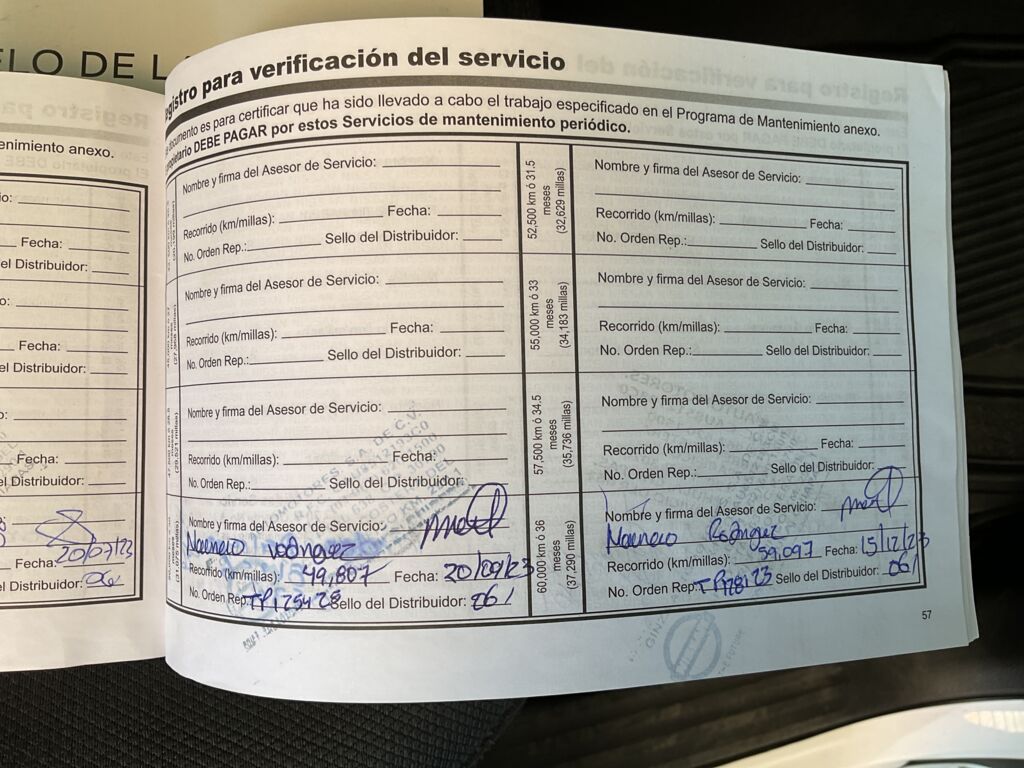 ELO DE LA
enimiento anexo.
io:
Fecha:
el Distribuidor:
o:
Fecha:
el Distribuidor:
o:
Fecha:
el Distribuidor:
Fecha: 20/07/23
el Distribuidor: 06
gistro para verificación del servicio
documento es para certificar que ha sido llevado a cabo el trabajo especificado en el Programa de Mantenimiento anexo.
opietario DEBE PAGAR por estos Servicios de mantenimiento periódico.
Nombre y firma del Asesor de Servicio:
Recorrido (km/millas): Fecha:
No. Orden Rep.: Sello del Distribuidor:
Nombre y firma del Asesor de Servicio:
Recorrido (km/millas): Fecha:
No. Orden Rep.: Sello del Distribuidor:
Nombre y firma del Asesor de Servicio:
Recorrido (km/millas): Fecha:
No. Orden Rep.: Sello del Distribuidor:
Nombre y firma del Asesor de Servicio:
Recorrido (km/millas): 49,807 Fecha: 20/09/23
No. Orden Rep. TP125428 Sello del Distribuidor: 061
52,500 km ó 31.5
meses
(32,629 millas)
Nombre y firma del Asesor de Servicio:
Recorrido (km/millas): Fecha:
No. Orden Rep.: Sello del Distribuidor:
55,000 km ó 33
meses
(34,183 millas)
Nombre y firma del Asesor de Servicio:
Recorrido (km/millas): Fecha:
No. Orden Rep.: Sello del Distribuidor:
57,500 km ó 34.5
meses
(35,736 millas)
Nombre y firma del Asesor de Servicio:
Recorrido (km/millas): Fecha:
No. Orden Rep.: Sello del Distribuidor:
60,000 km ó 36
meses
(37,290 millas)
Nombre y firma del Asesor de Servicio:
Recorrido (km/millas): 59,097 Fecha: 15/12/23
No. Orden Rep.: TP178123 Sello del Distribuidor: 061
57